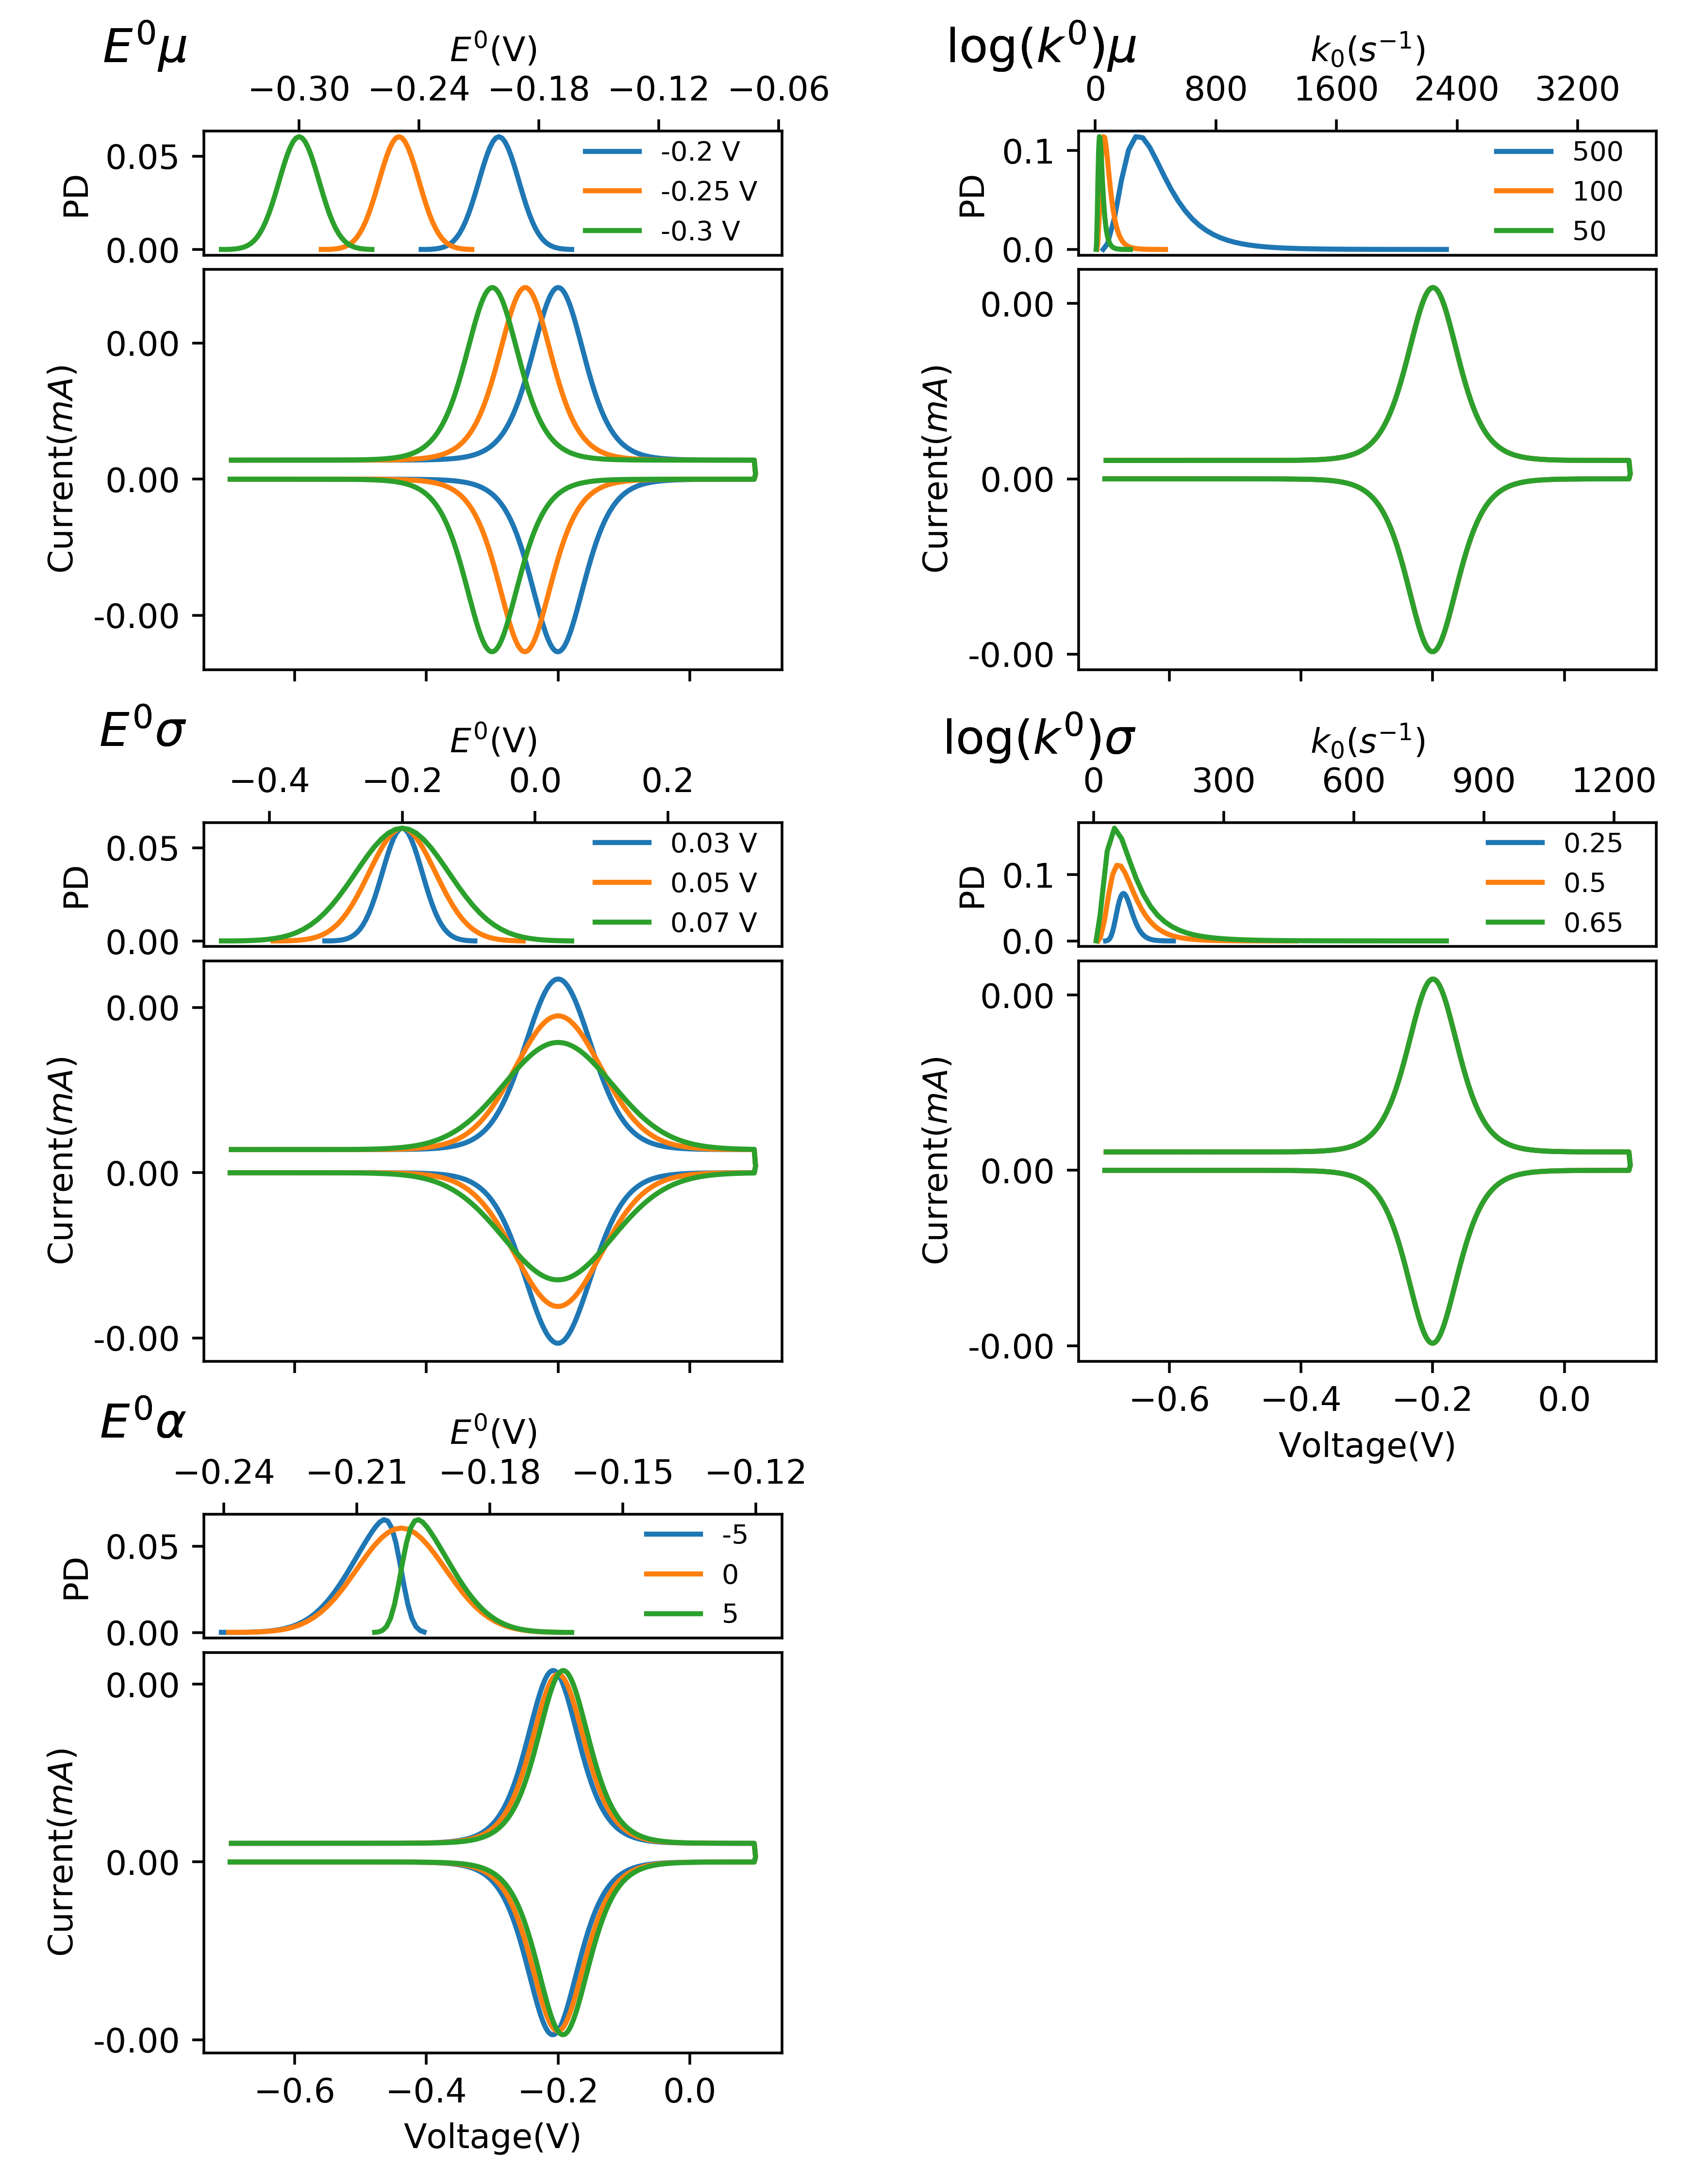 E⁰μ
E⁰(V)
−0.30 −0.24 −0.18 −0.12 −0.06
0.05
0.00
PD
-0.2 V
-0.25 V
-0.3 V
0.00
0.00
-0.00
Current(mA)
log(k⁰)μ
k₀(s⁻¹)
0 800 1600 2400 3200
0.1
0.0
PD
500
100
50
0.00
0.00
-0.00
Current(mA)
E⁰σ
E⁰(V)
−0.4 −0.2 0.0 0.2
0.05
0.00
PD
0.03 V
0.05 V
0.07 V
0.00
0.00
-0.00
Current(mA)
log(k⁰)σ
k₀(s⁻¹)
0 300 600 900 1200
0.1
0.0
PD
0.25
0.5
0.65
0.00
0.00
-0.00
Current(mA)
−0.6 −0.4 −0.2 0.0
Voltage(V)
E⁰α
E⁰(V)
−0.24 −0.21 −0.18 −0.15 −0.12
0.05
0.00
PD
-5
0
5
0.00
0.00
-0.00
Current(mA)
−0.6 −0.4 −0.2 0.0
Voltage(V)